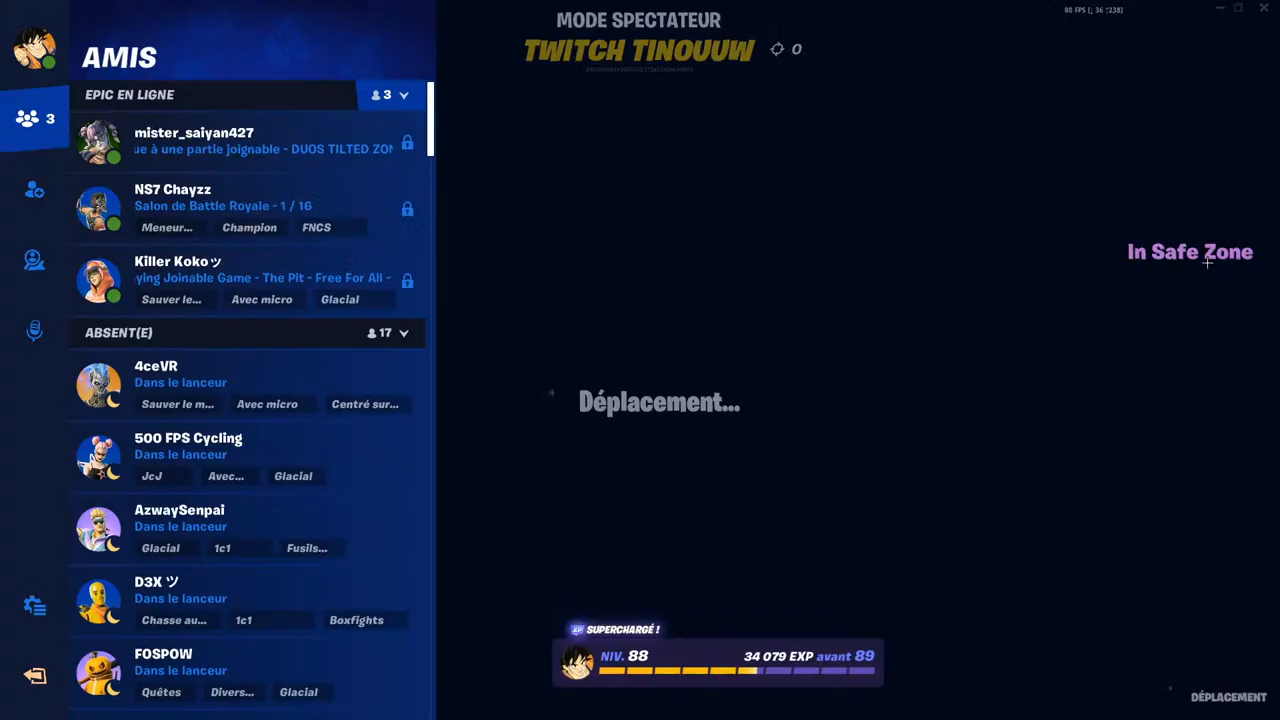 80 FPS [
MODE SPECTATEUR
TWITCH TINOUUW
0
AMIS
3
EPIC EN LIGNE
3
mister_saiyan427
ue à une partie joignable - DUOS TILTED ZON
NS7 Chayzz
Salon de Battle Royale - 1 / 16
Meneur... Champion FNCS
Killer Koko ッ
ying Joinable Game - The Pit - Free For All -
Sauver le... Avec micro Glacial
ABSENT(E)
17
4ceVR
Dans le lanceur
Sauver le m... Avec micro Centré sur...
500 FPS Cycling
Dans le lanceur
JcJ Avec... Glacial
AzwaySenpai
Dans le lanceur
Glacial 1c1 Fusils...
D3X ツ
Dans le lanceur
Chasse au... 1c1 Boxfights
FOSPOW
Dans le lanceur
Quêtes Divers... Glacial
In Safe Zone
Déplacement...
XP SUPERCHARGÉ !
NIV. 88
34 079 EXP avant 89
DÉPLACEMENT